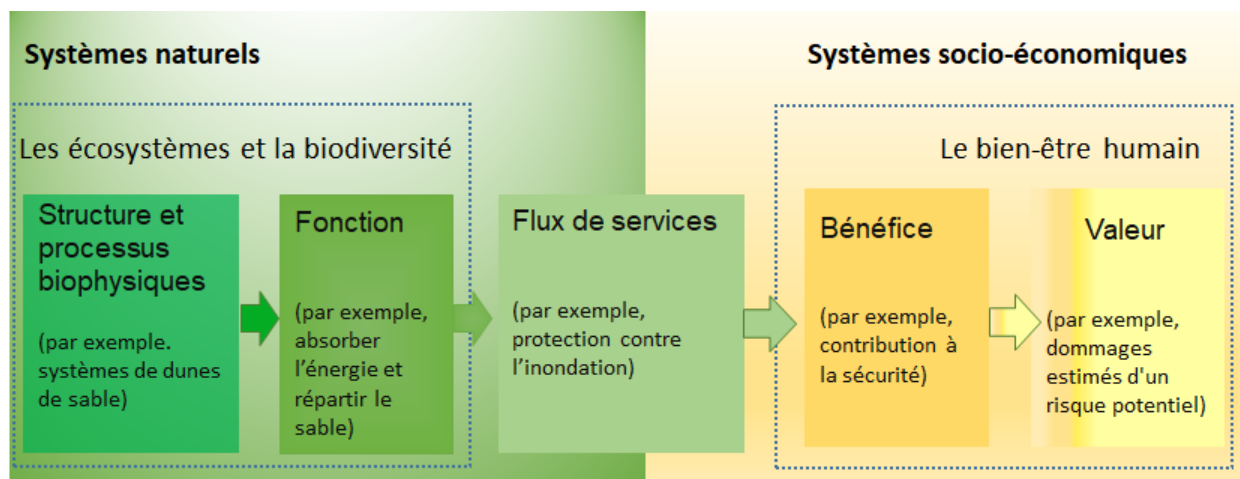 Systèmes naturels
Systèmes socio-économiques
Les écosystèmes et la biodiversité
Le bien-être humain
Structure et
processus
biophysiques
(par exemple.
systèmes de dunes
de sable)
Fonction
(par exemple,
absorber
l’énergie et
répartir le
sable)
Flux de services
(par exemple,
protection contre
l’inondation)
Bénéfice
(par exemple,
contribution à
la sécurité)
Valeur
(par exemple,
dommages
estimés d'un
risque potentiel)